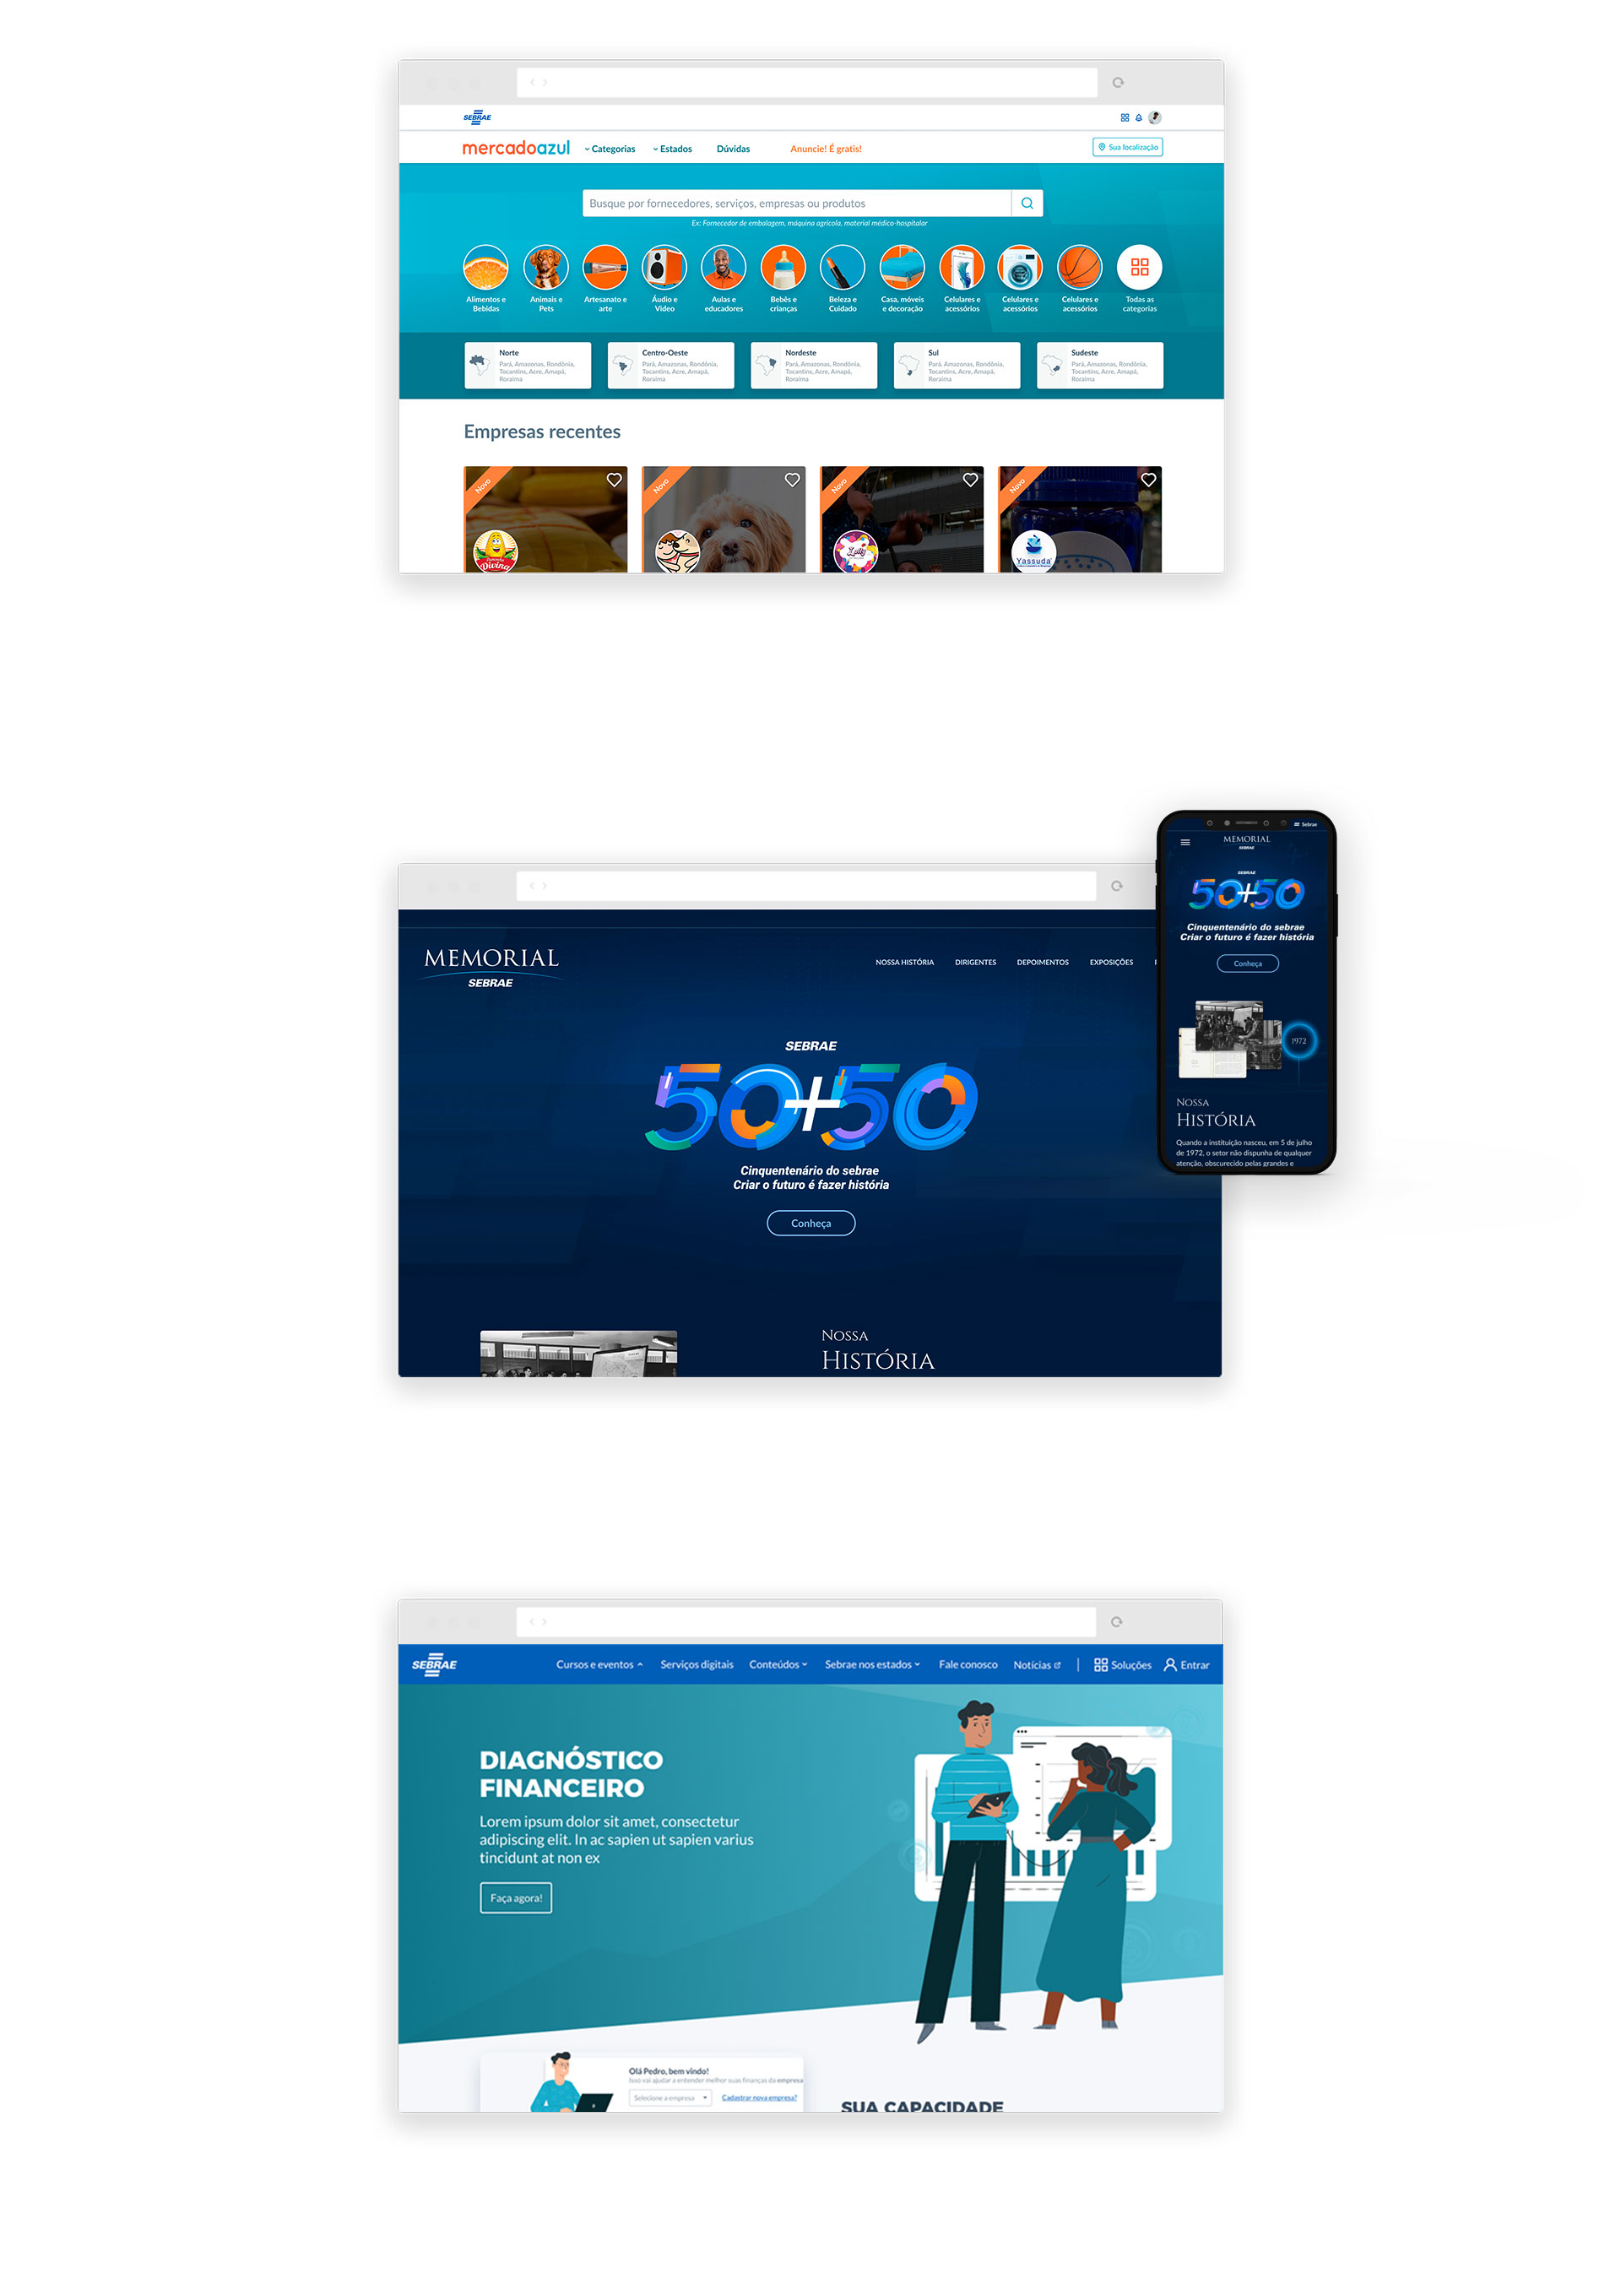 SEBRAE
mercadoazul Categorias Estados Dúvidas Anuncie! É gratis! Sua localização
Busque por fornecedores, serviços, empresas ou produtos
Ex: Fornecedor de embalagem, máquina agrícola, material médico-hospitalar
Alimentos e Bebidas
Animais e Pets
Artesanato e arte
Áudio e Video
Aulas e educadores
Bebês e crianças
Beleza e Cuidado
Casa, móveis e decoração
Celulares e acessórios
Celulares e acessórios
Celulares e acessórios
Todas as categorias
Norte
Pará, Amazonas, Rondônia,
Tocantins, Acre, Amapá,
Roraima
Centro-Oeste
Pará, Amazonas, Rondônia,
Tocantins, Acre, Amapá,
Roraima
Nordeste
Pará, Amazonas, Rondônia,
Tocantins, Acre, Amapá,
Roraima
Sul
Pará, Amazonas, Rondônia,
Tocantins, Acre, Amapá,
Roraima
Sudeste
Pará, Amazonas, Rondônia,
Tocantins, Acre, Amapá,
Roraima
Empresas recentes
Novo
Divina
Novo
Novo
Novo
Yassuda
MEMORIAL
SEBRAE
NOSSA HISTÓRIA DIRIGENTES DEPOIMENTOS EXPOSIÇÕES
SEBRAE
50+50
Cinquentenário do sebrae
Criar o futuro é fazer história
Conheça
NOSSA
HISTÓRIA
Sebrae
MEMORIAL
SEBRAE
SEBRAE
50+50
Cinquentenário do sebrae
Criar o futuro é fazer história
Conheça
1972
NOSSA
HISTÓRIA
Quando a instituição nasceu, em 5 de julho
de 1972, o setor não dispunha de qualquer
atenção, obscurecido pelas grandes e
SEBRAE Cursos e eventos Serviços digitais Conteúdos Sebrae nos estados Fale conosco Notícias Soluções Entrar
DIAGNÓSTICO
FINANCEIRO
Lorem ipsum dolor sit amet, consectetur
adipiscing elit. In ac sapien ut sapien varius
tincidunt at non ex
Faça agora!
Olá Pedro, bem vindo!
Isso vai ajudar a entender melhor suas finanças da empresa
Selecione a empresa Cadastrar nova empresa?
SUA CAPACIDADE